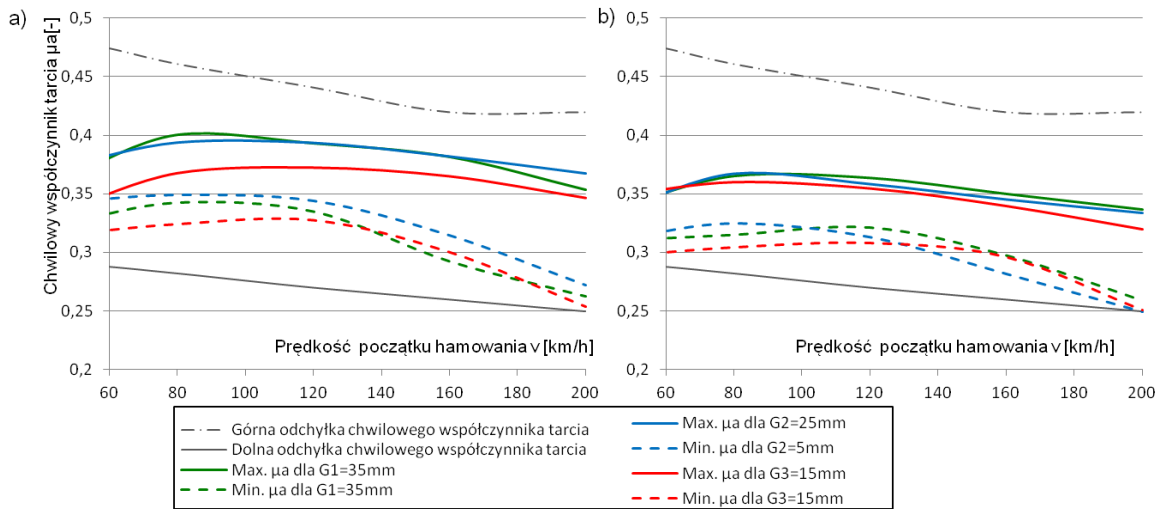 a)
Chwilowy współczynnik tarcia µa[-]
0,5
0,45
0,4
0,35
0,3
0,25
0,2
60 80 100 120 140 160 180 200
Prędkość początku hamowania v [km/h]
b)
0,5
0,45
0,4
0,35
0,3
0,25
0,2
60 80 100 120 140 160 180 200
Prędkość początku hamowania v [km/h]
Górna odchyłka chwilowego współczynnika tarcia
Dolna odchyłka chwilowego współczynnika tarcia
Max. µa dla G1=35mm
Min. µa dla G1=35mm
Max. µa dla G2=25mm
Min. µa dla G2=5mm
Max. µa dla G3=15mm
Min. µa dla G3=15mm